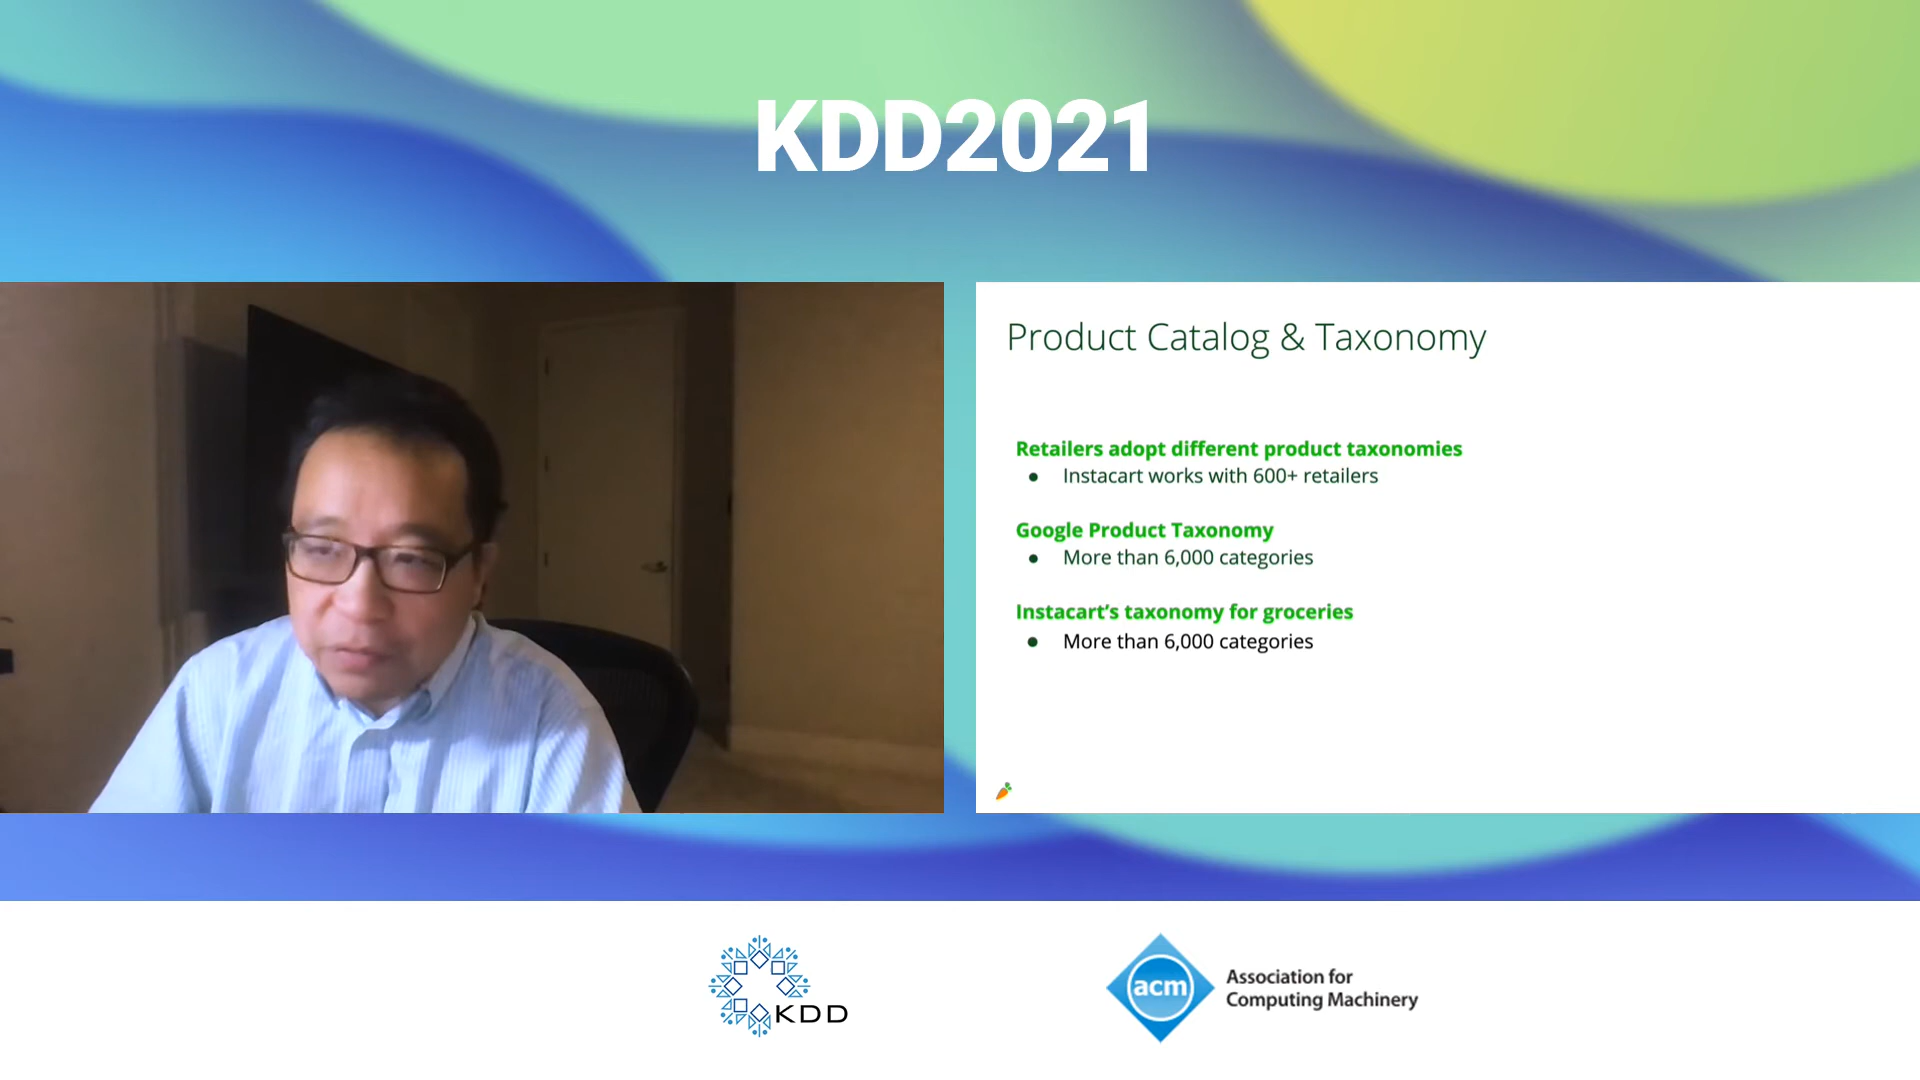 KDD2021
Product Catalog & Taxonomy
Retailers adopt different product taxonomies
● Instacart works with 600+ retailers
Google Product Taxonomy
● More than 6,000 categories
Instacart’s taxonomy for groceries
● More than 6,000 categories
KDD
acm
Association for
Computing Machinery